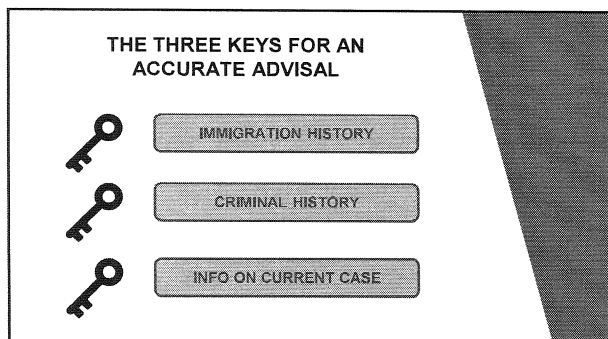 THE THREE KEYS FOR AN
ACCURATE ADVISAL
IMMIGRATION HISTORY
CRIMINAL HISTORY
INFO ON CURRENT CASE